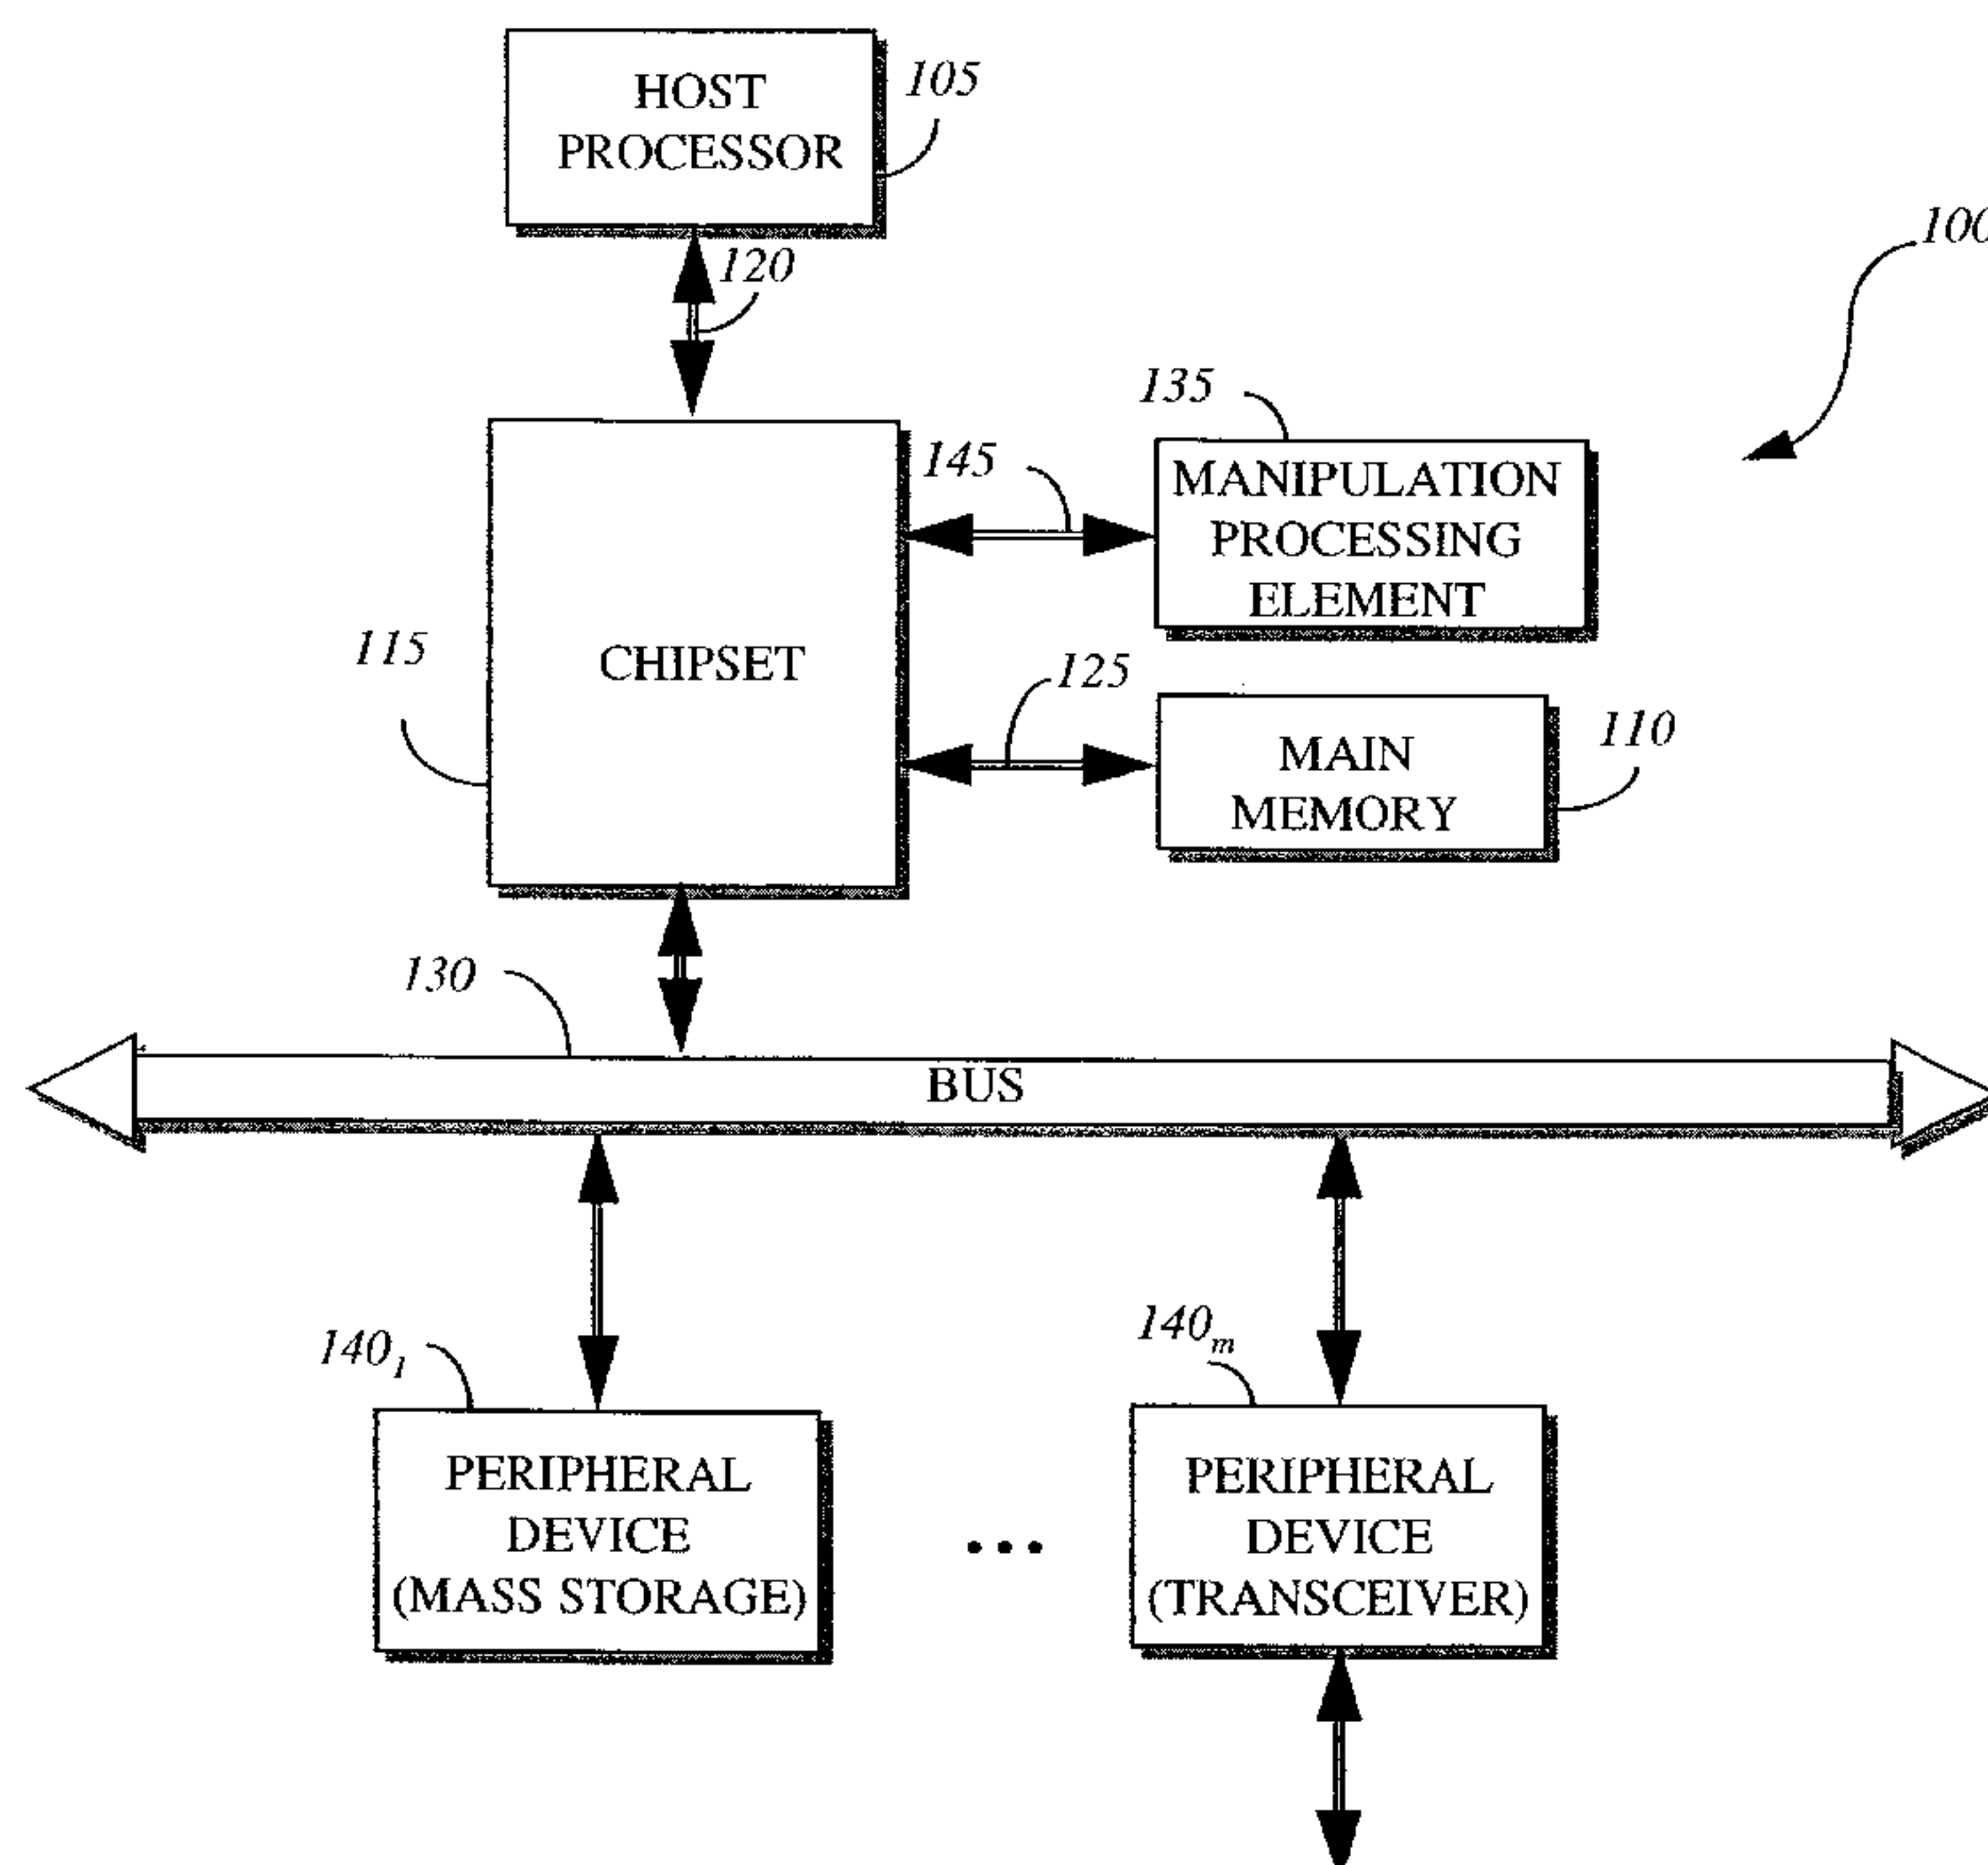 HOST
PROCESSOR
105
120
100
135
145
MANIPULATION
PROCESSING
ELEMENT
115
CHIPSET
125
MAIN
MEMORY
110
130
BUS
140₁
140ₘ
PERIPHERAL
DEVICE
(MASS STORAGE)
...
PERIPHERAL
DEVICE
(TRANSCEIVER)